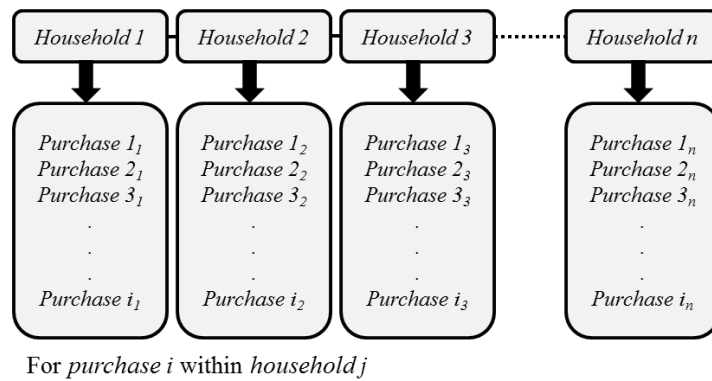 Household 1 Household 2 Household 3 Household n
Purchase 1₁ Purchase 1₂ Purchase 1₃ Purchase 1ₙ
Purchase 2₁ Purchase 2₂ Purchase 2₃ Purchase 2ₙ
Purchase 3₁ Purchase 3₂ Purchase 3₃ Purchase 3ₙ
. . . .
. . . .
. . . .
Purchase i₁ Purchase i₂ Purchase i₃ Purchase iₙ
For purchase i within household j